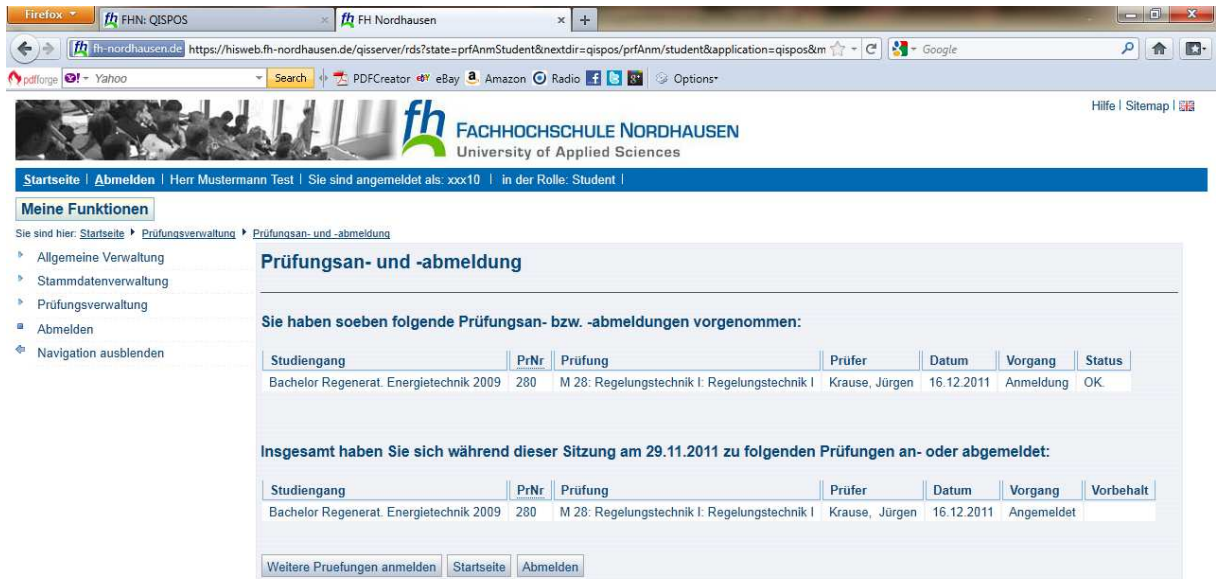 Firefox
fh FHN: QISPOS
fh FH Nordhausen
fh fh-nordhausen.de https://hisweb.fh-nordhausen.de/qisserver/rds?state=prfAnmStudent&nextdir=qispos/prfAnm/student&application=qispos&m
Google
pdfforge Yahoo Search PDFCreator eBay Amazon Radio Options
Hilfe | Sitemap |
fh FACHHOCHSCHULE NORDHAUSEN
University of Applied Sciences
Startseite | Abmelden | Herr Mustermann Test | Sie sind angemeldet als: xxx10 | in der Rolle: Student |
Meine Funktionen
Sie sind hier: Startseite Prüfungsverwaltung Prüfungsan- und -abmeldung
Allgemeine Verwaltung
Stammdatenverwaltung
Prüfungsverwaltung
Abmelden
Navigation ausblenden
Prüfungsan- und -abmeldung
Sie haben soeben folgende Prüfungsan- bzw. -abmeldungen vorgenommen:
Studiengang PrNr Prüfung Prüfer Datum Vorgang Status
Bachelor Regenerat. Energietechnik 2009 280 M 28: Regelungstechnik I: Regelungstechnik I Krause, Jürgen 16.12.2011 Anmeldung OK.
Insgesamt haben Sie sich während dieser Sitzung am 29.11.2011 zu folgenden Prüfungen an- oder abgemeldet:
Studiengang PrNr Prüfung Prüfer Datum Vorgang Vorbehalt
Bachelor Regenerat. Energietechnik 2009 280 M 28: Regelungstechnik I: Regelungstechnik I Krause, Jürgen 16.12.2011 Angemeldet
Weitere Pruefungen anmelden Startseite Abmelden